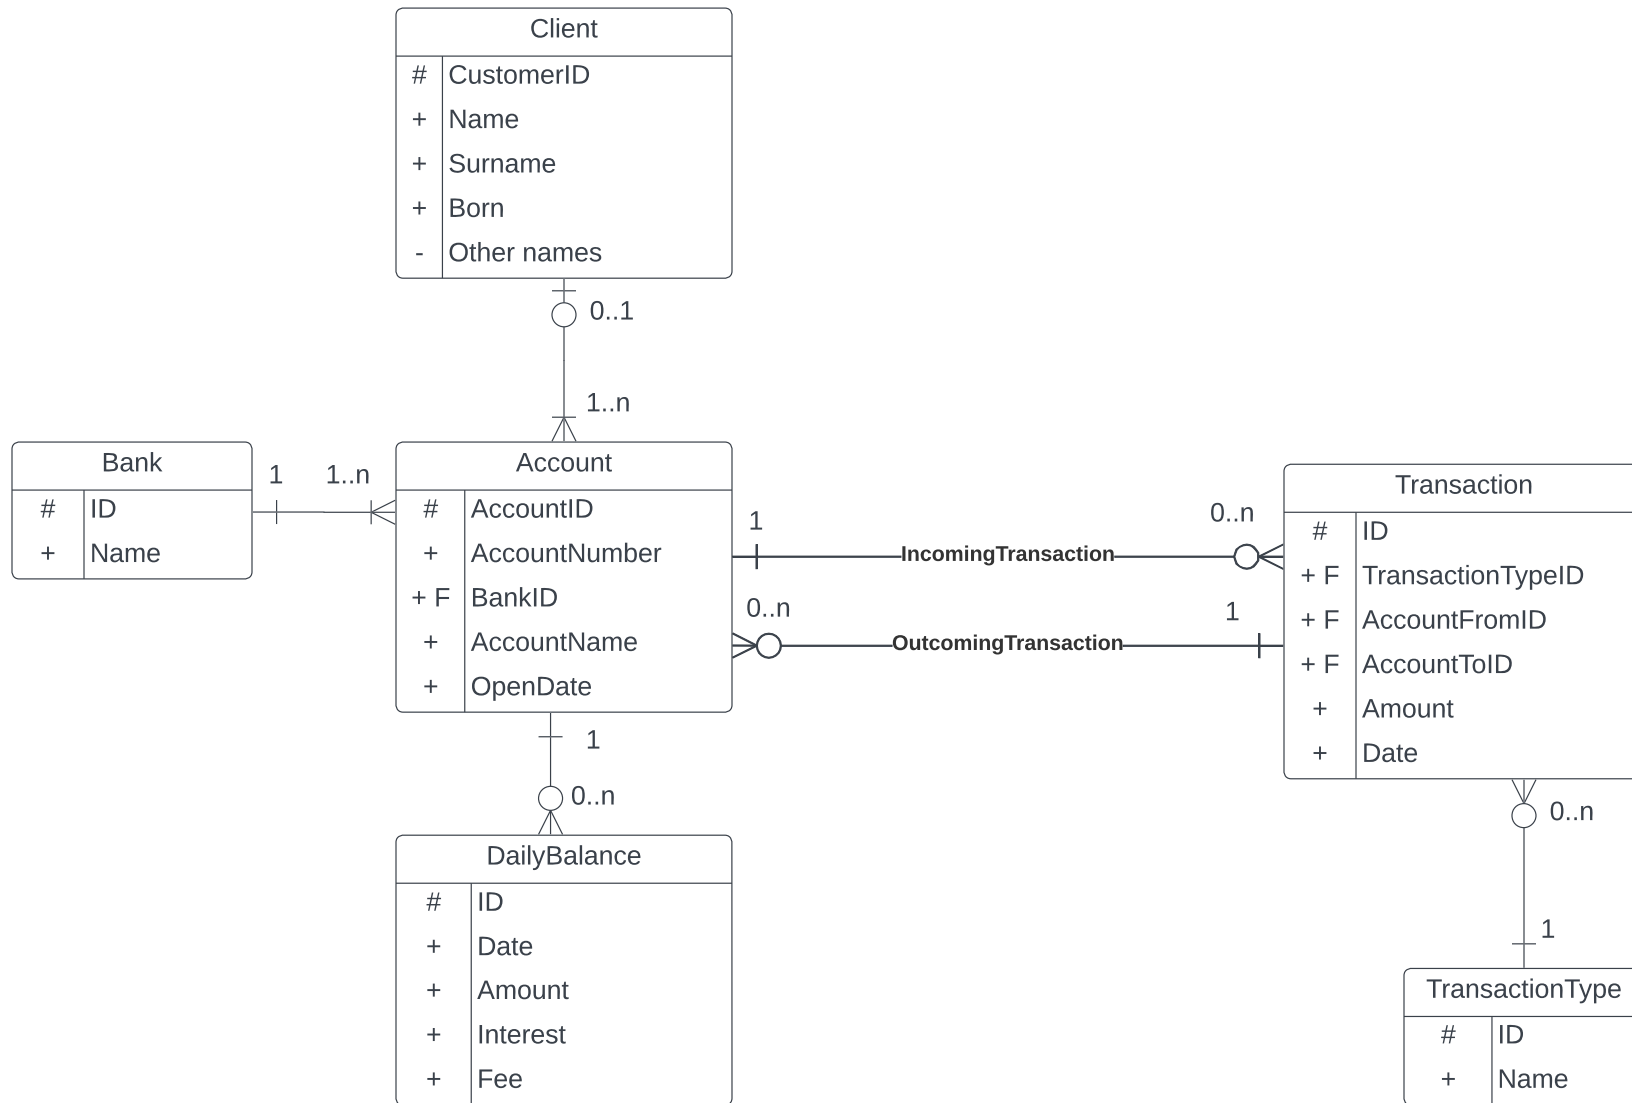 Client
# CustomerID
+ Name
+ Surname
+ Born
- Other names
0..1
1..n
Bank
# ID
+ Name
1 1..n
Account
# AccountID
+ AccountNumber
+ F BankID
+ AccountName
+ OpenDate
1 IncomingTransaction 0..n
0..n OutcomingTransaction 1
Transaction
# ID
+ F TransactionTypeID
+ F AccountFromID
+ F AccountToID
+ Amount
+ Date
1
0..n
DailyBalance
# ID
+ Date
+ Amount
+ Interest
+ Fee
0..n
1
TransactionType
# ID
+ Name